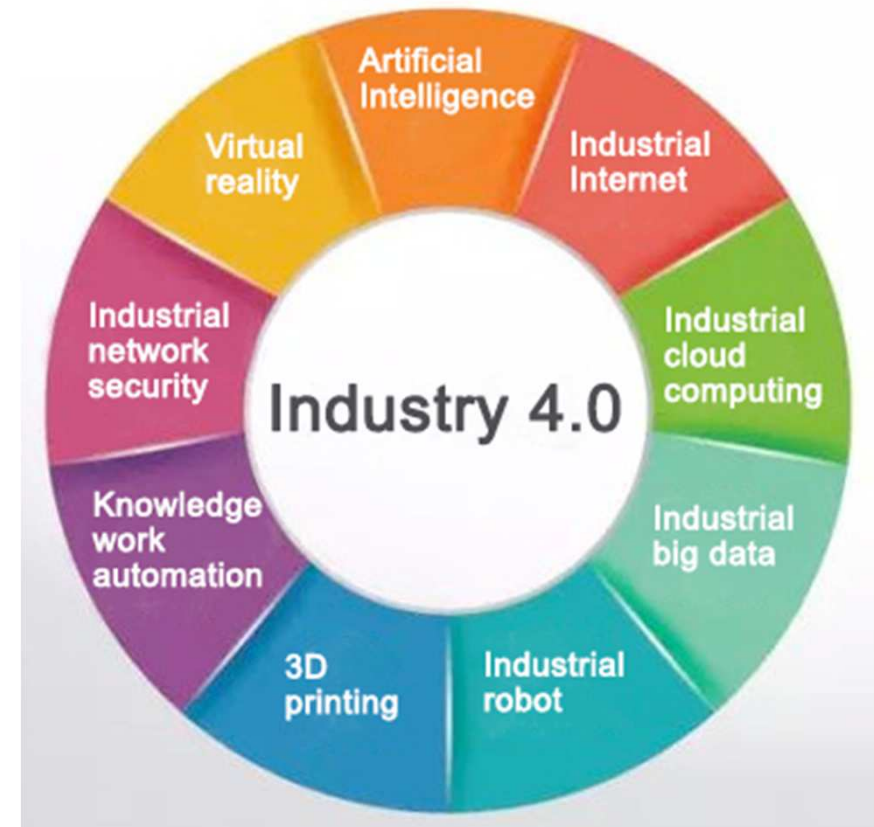 Artificial
Intelligence
Industrial
Internet
Industrial
cloud
computing
Industrial
big data
Industrial
robot
3D
printing
Knowledge
work
automation
Industrial
network
security
Virtual
reality
Industry 4.0